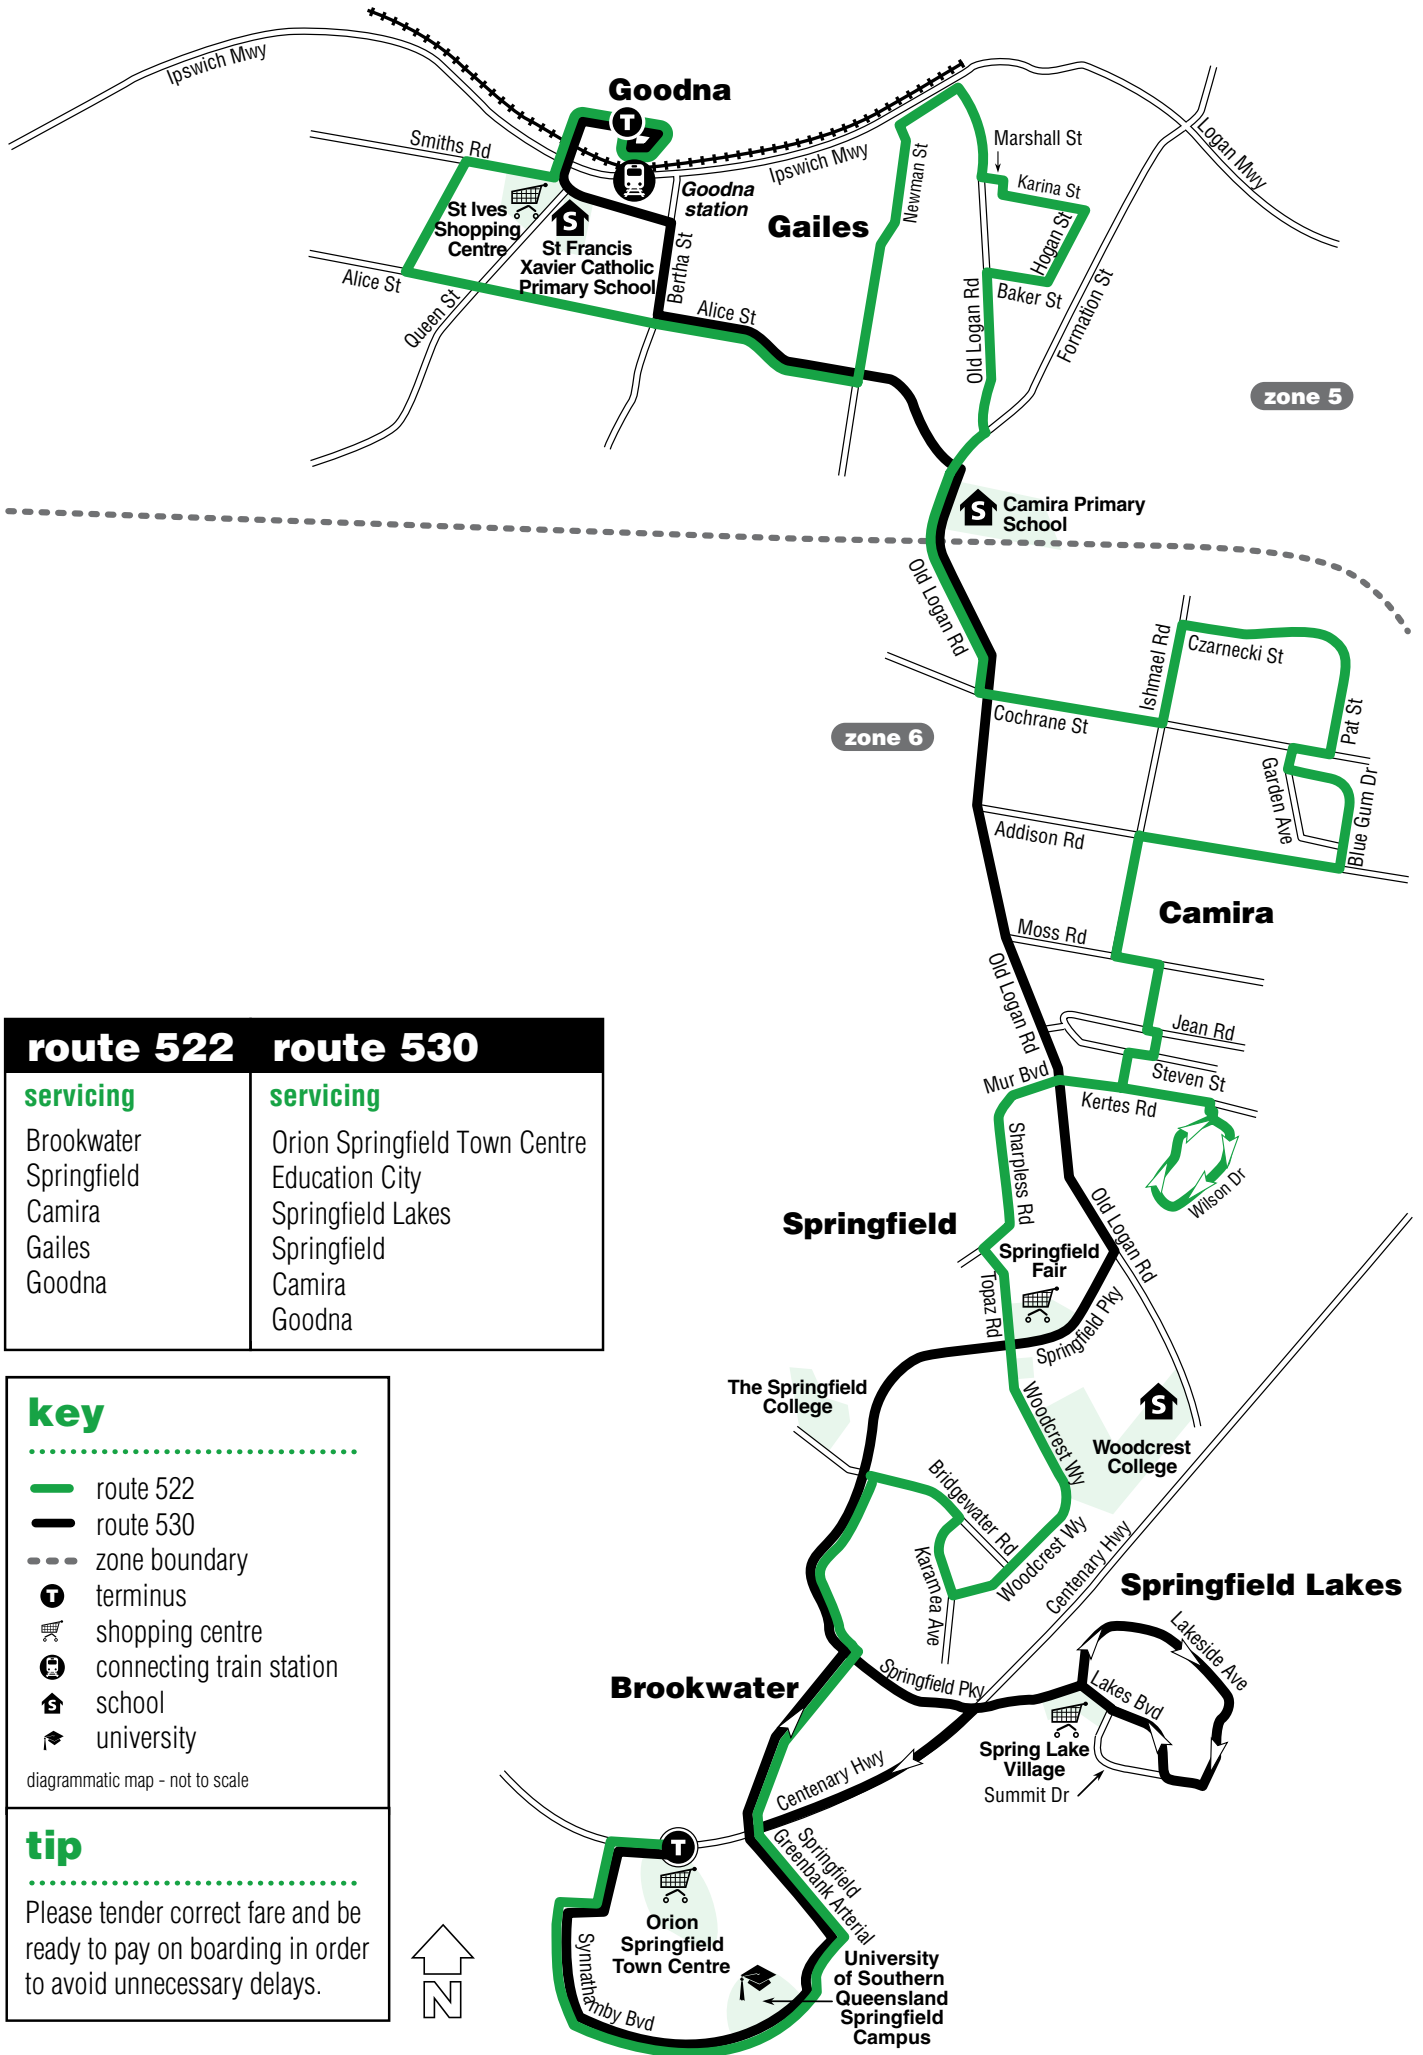 Ipswich Mwy
Goodna
Smiths Rd
Marshall St
Logan Mwy
Ipswich Mwy
Karina St
Goodna
station
Newman St
St Ives
Shopping
Centre
Gailes
Hogan St
St Francis
Xavier Catholic
Primary School
Bertha St
Alice St
Queen St
Alice St
Baker St
Old Logan Rd
Formation St
zone 5
Camira Primary
School
Old Logan Rd
Ishmael Rd
Czarnecki St
Cochrane St
Pat St
zone 6
Garden Ave
Blue Gum Dr
Addison Rd
Camira
Moss Rd
Old Logan Rd
Jean Rd
Mur Bvd
Steven St
Kertes Rd
Sharpless Rd
Wilson Dr
Old Logan Rd
Springfield
Springfield
Fair
Topaz Rd
Springfield Pky
The Springfield
College
Woodcrest Wy
Woodcrest
College
Bridgewater Rd
Woodcrest Wy
Karamea Ave
Centenary Hwy
Springfield Lakes
Lakeside Ave
Brookwater
Springfield Pky
Lakes Bvd
Spring Lake
Village
Summit Dr
Centenary Hwy
Springfield
Greenbank Arterial
T
Orion
Springfield
Town Centre
Synnathamby Bvd
University
of Southern
Queensland
Springfield
Campus
route 522
servicing
Brookwater
Springfield
Camira
Gailes
Goodna
route 530
servicing
Orion Springfield Town Centre
Education City
Springfield Lakes
Springfield
Camira
Goodna
key
route 522
route 530
zone boundary
T terminus
shopping centre
connecting train station
S school
university
diagrammatic map - not to scale
tip
Please tender correct fare and be
ready to pay on boarding in order
to avoid unnecessary delays.
N
T
S
S
S